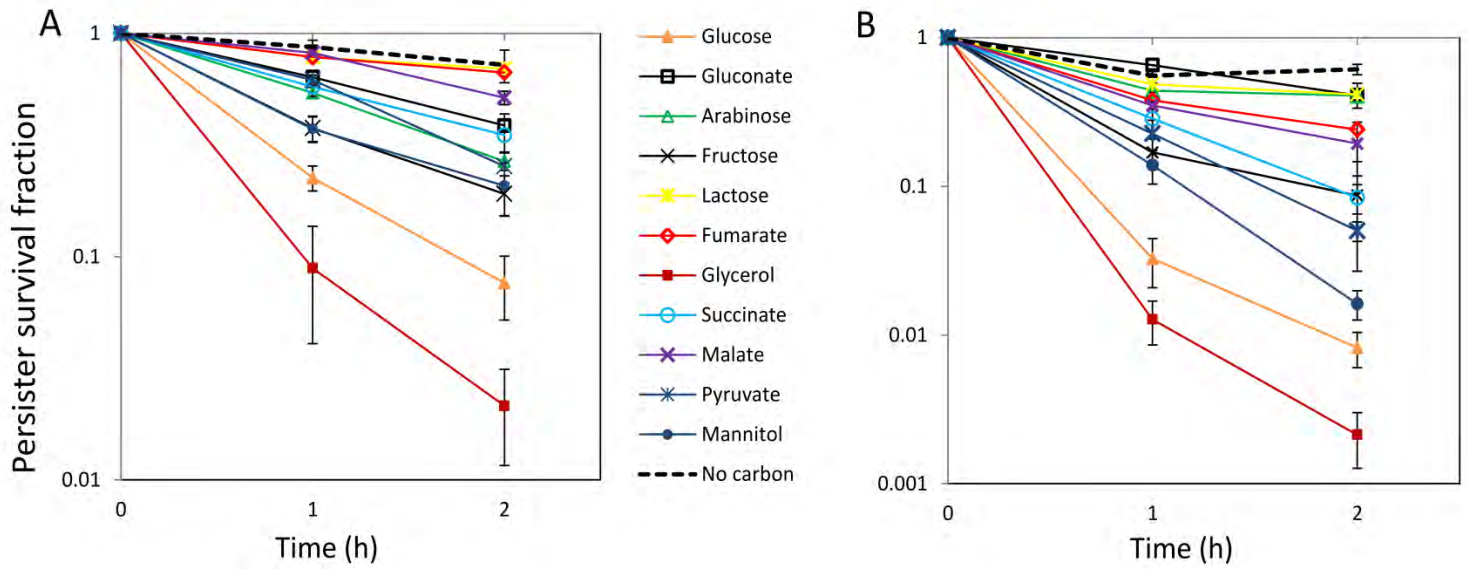 A
B
Persister survival fraction
1
0.1
0.01
0
1
2
Time (h)
Glucose
Gluconate
Arabinose
Fructose
Lactose
Fumarate
Glycerol
Succinate
Malate
Pyruvate
Mannitol
No carbon
1
0.1
0.01
0.001
0
1
2
Time (h)